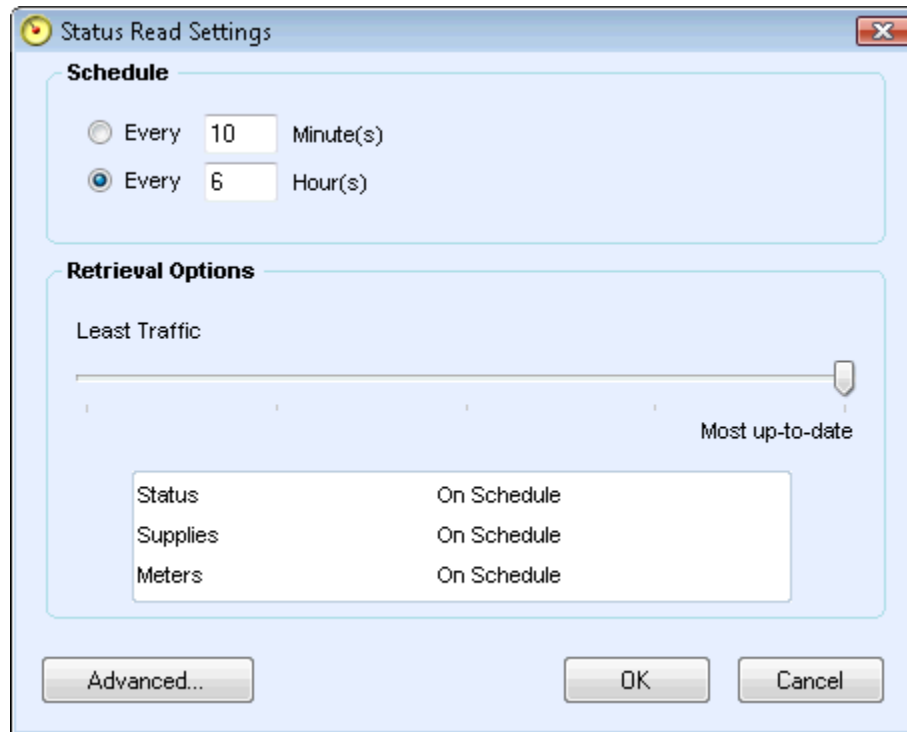 Status Read Settings
Schedule
Every 10 Minute(s)
Every 6 Hour(s)
Retrieval Options
Least Traffic
Most up-to-date
Status On Schedule
Supplies On Schedule
Meters On Schedule
Advanced... OK Cancel